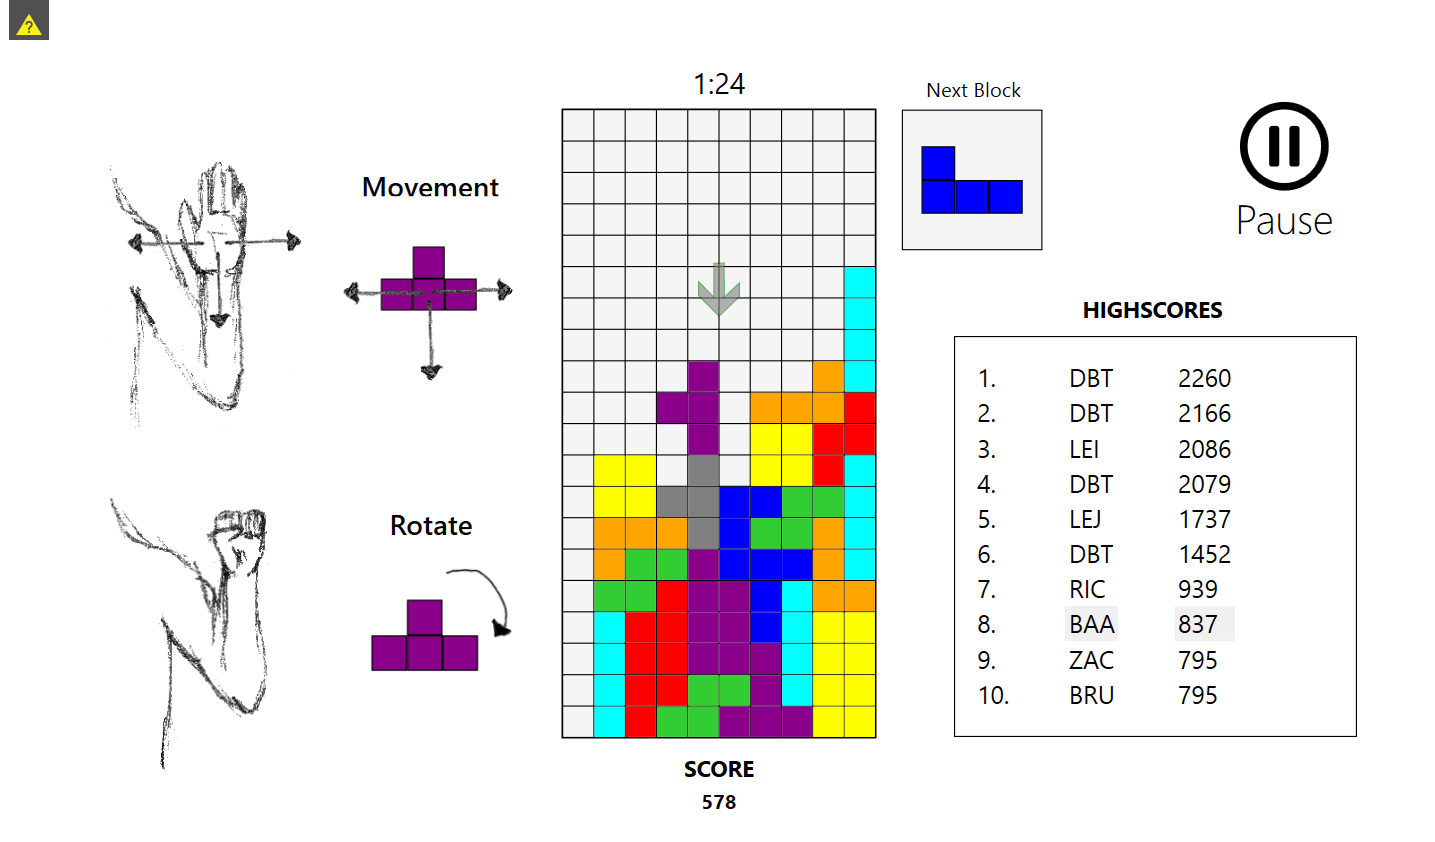 ?
1:24
Next Block
Movement
Pause
HIGHSCORES
1. DBT 2260
2. DBT 2166
3. LEI 2086
4. DBT 2079
5. LEJ 1737
6. DBT 1452
7. RIC 939
8. BAA 837
9. ZAC 795
10. BRU 795
Rotate
SCORE
578